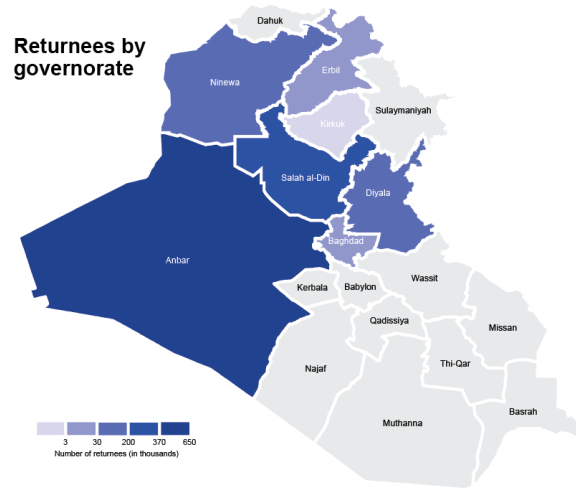 Returnees by
governorate
Dahuk
Ninewa
Erbil
Kirkuk
Sulaymaniyah
Salah al-Din
Diyala
Anbar
Baghdad
Wassit
Kerbala
Babylon
Qadissiya
Missan
Najaf
Thi-Qar
Muthanna
Basrah
3 30 200 370 650
Number of returnees (in thousands)